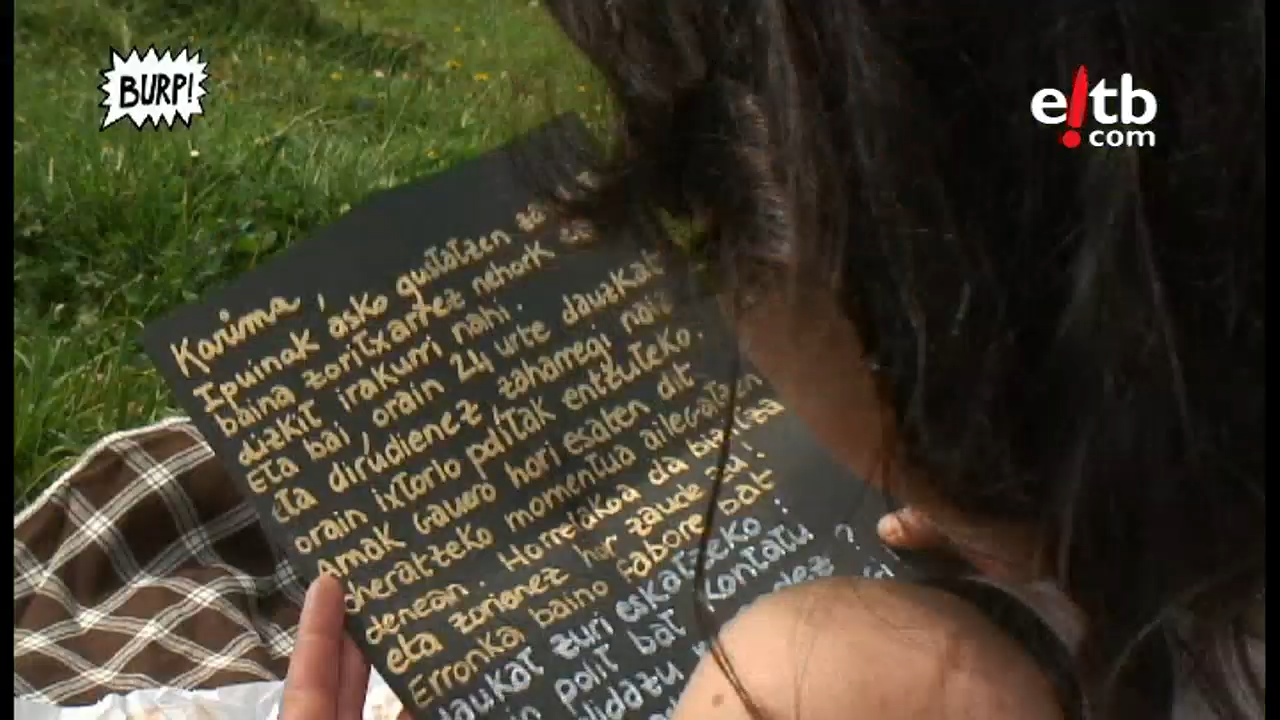 BURP!
e!tb
.com
Karima,
Ipuinak asko gustatzen
baina zoritxarrez nehork
dizkit irakurri nahi.
Eta bai, orain 24 urte dauzkat
eta dirudienez zaharregi naiz
orain ixtorio politak entzuteko.
Amak gauero hori esaten dit
oheratzeko momentua ailegatzen
denean. Horrelakoa da bizitza
eta zorionez hor zaude zu!
Erronka baino fabore bat
daukat zuri eskatzeko:
polit bat kontatu
?